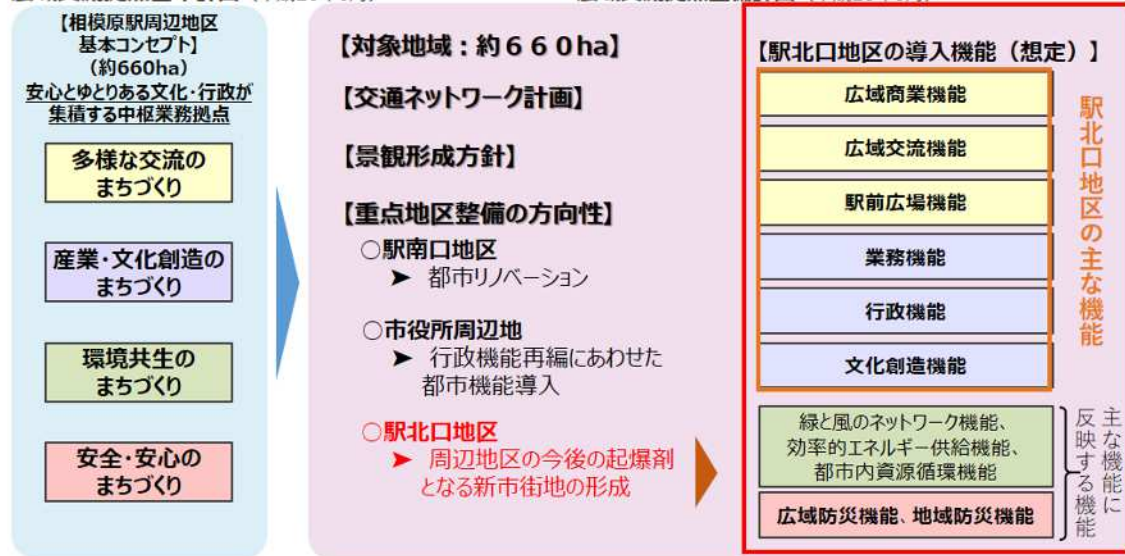 【相模原駅周辺地区
基本コンセプト】
(約660ha)
安心とゆとりある文化・行政が
集積する中枢業務拠点
多様な交流の
まちづくり
産業・文化創造の
まちづくり
環境共生の
まちづくり
安全・安心の
まちづくり
【対象地域：約６６０ha】
【交通ネットワーク計画】
【景観形成方針】
【重点地区整備の方向性】
○駅南口地区
➤ 都市リノベーション
○市役所周辺地
➤ 行政機能再編にあわせた
都市機能導入
○駅北口地区
➤ 周辺地区の今後の起爆剤
となる新市街地の形成
【駅北口地区の導入機能（想定）】
広域商業機能
広域交流機能
駅前広場機能
業務機能
行政機能
文化創造機能
駅北口地区の主な機能
緑と風のネットワーク機能、
効率的エネルギー供給機能、
都市内資源循環機能
広域防災機能、地域防災機能
主な機能に
反映する機能